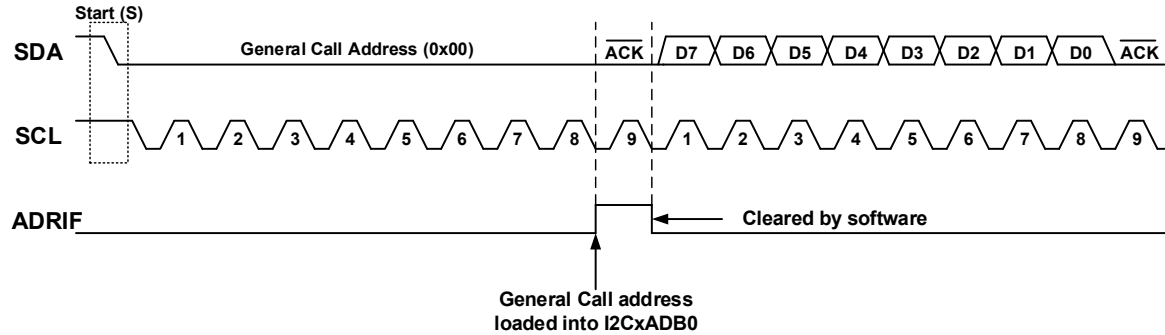 Start (S)
SDA General Call Address (0x00) ACK D7 D6 D5 D4 D3 D2 D1 D0 ACK
SCL 1 2 3 4 5 6 7 8 9 1 2 3 4 5 6 7 8 9
ADRIF Cleared by software
General Call address
loaded into I2CxADB0